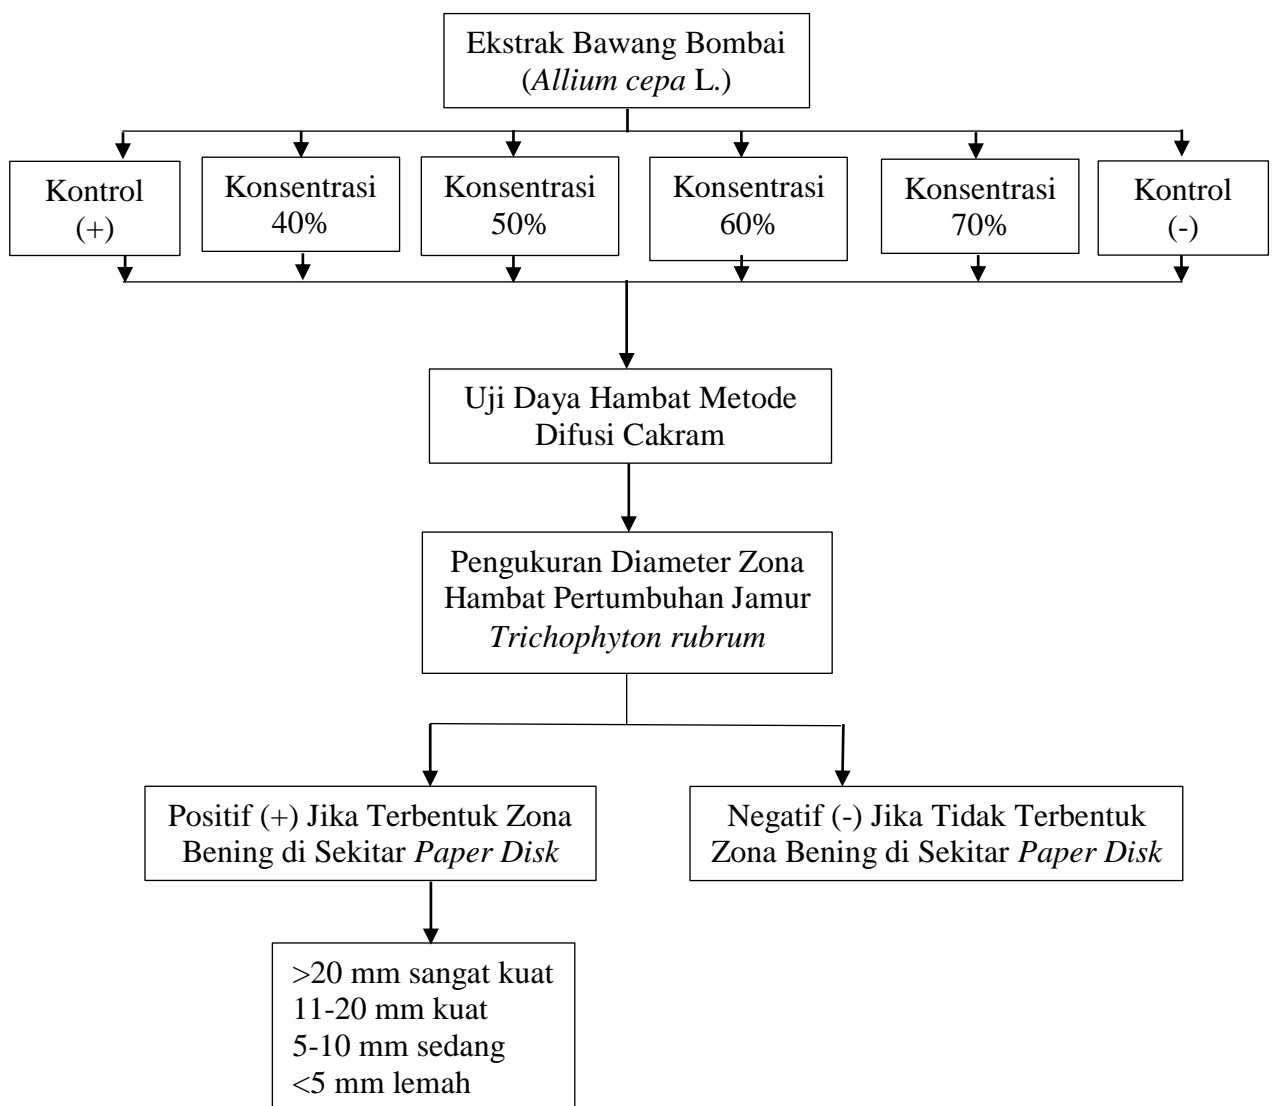 Ekstrak Bawang Bombai
(Allium cepa L.)
Kontrol
(+)
Konsentrasi
40%
Konsentrasi
50%
Konsentrasi
60%
Konsentrasi
70%
Kontrol
(-)
Uji Daya Hambat Metode
Difusi Cakram
Pengukuran Diameter Zona
Hambat Pertumbuhan Jamur
Trichophyton rubrum
Positif (+) Jika Terbentuk Zona
Bening di Sekitar Paper Disk
Negatif (-) Jika Tidak Terbentuk
Zona Bening di Sekitar Paper Disk
>20 mm sangat kuat
11-20 mm kuat
5-10 mm sedang
<5 mm lemah